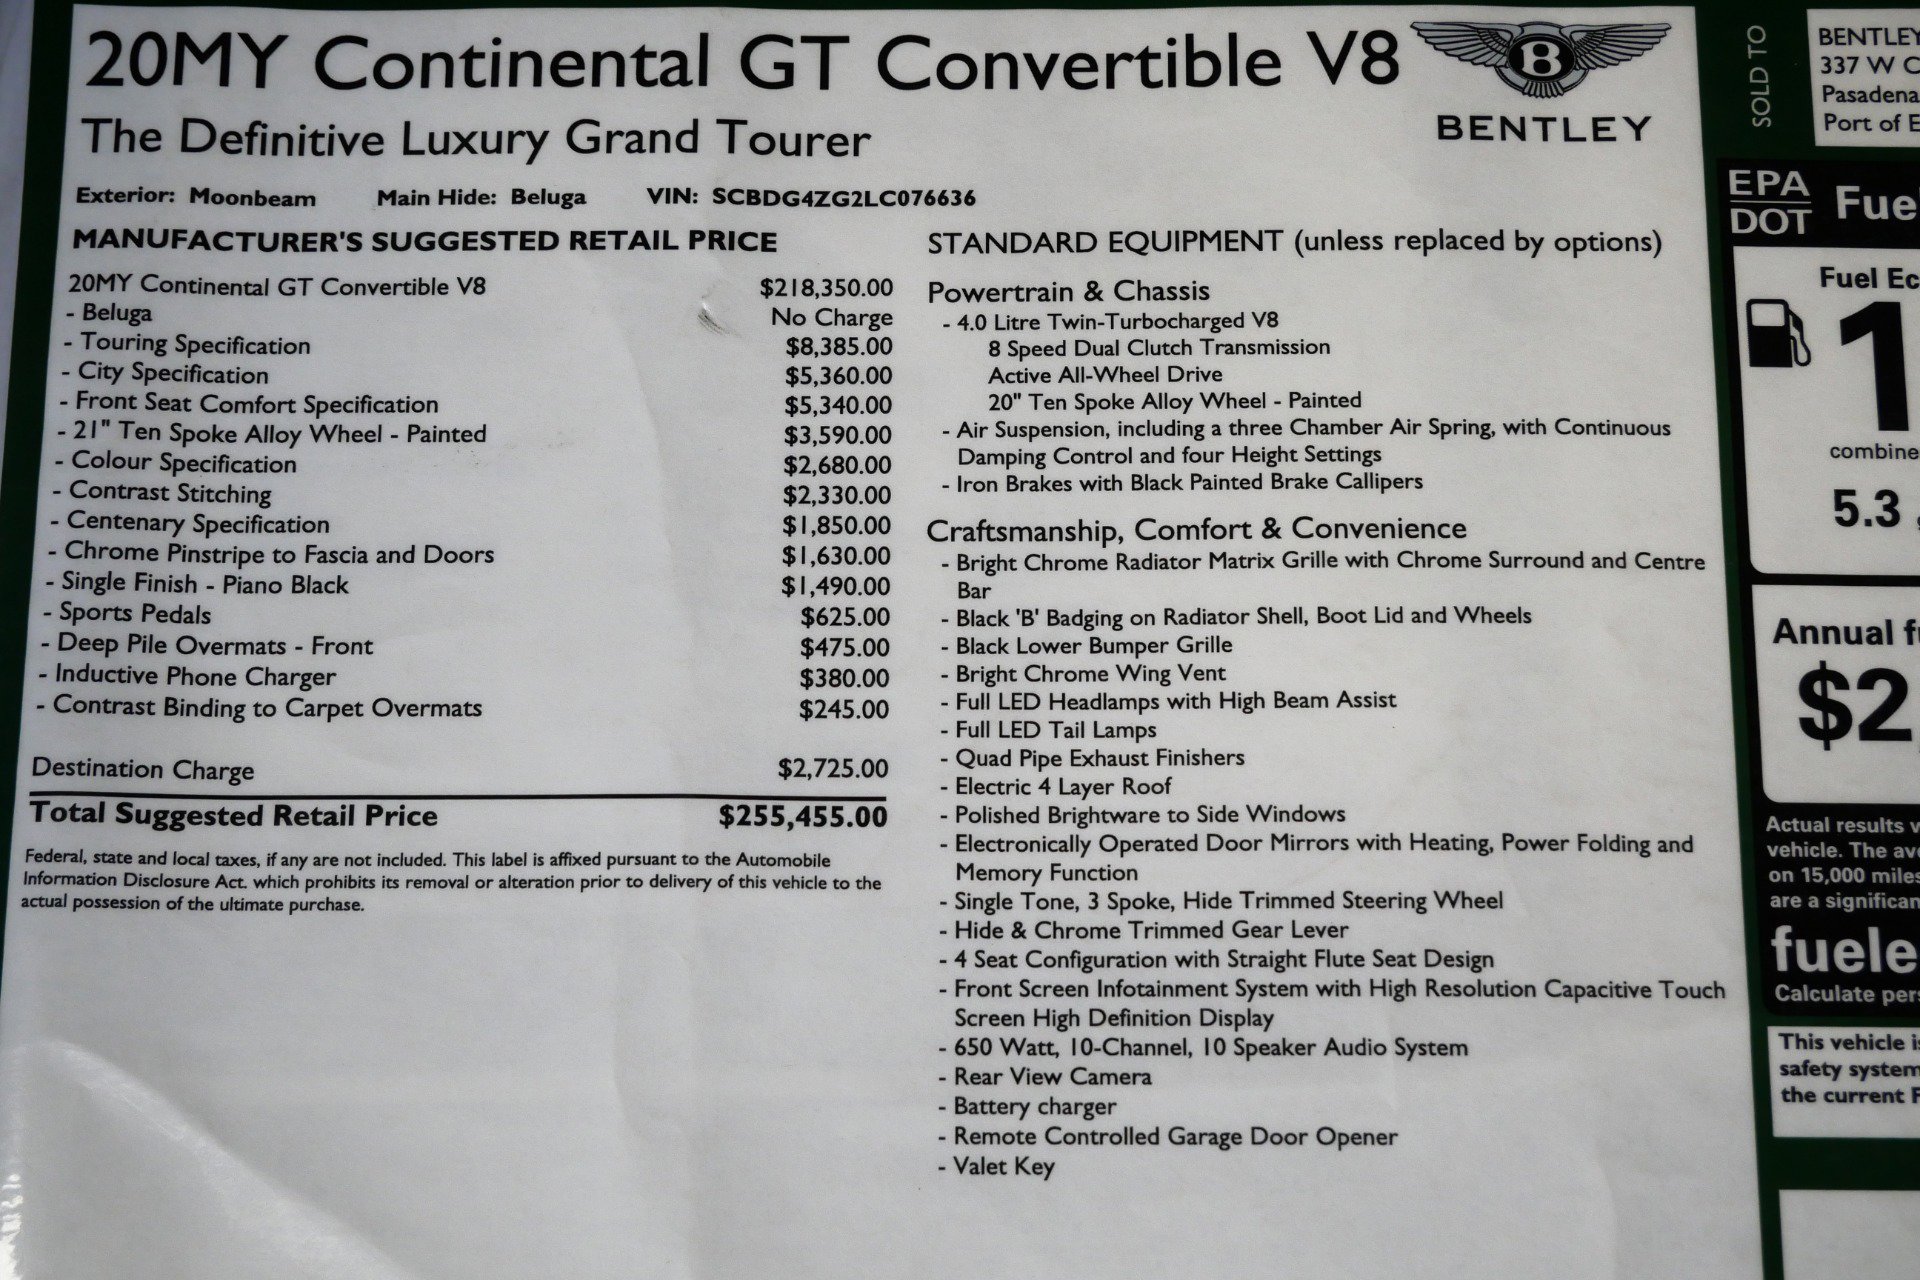 20MY Continental GT Convertible V8
The Definitive Luxury Grand Tourer
B
BENTLEY
Exterior: Moonbeam Main Hide: Beluga VIN: SCBDG4ZG2LC076636
MANUFACTURER'S SUGGESTED RETAIL PRICE
20MY Continental GT Convertible V8 $218,350.00
- Beluga No Charge
- Touring Specification $8,385.00
- City Specification $5,360.00
- Front Seat Comfort Specification $5,340.00
- 21" Ten Spoke Alloy Wheel - Painted $3,590.00
- Colour Specification $2,680.00
- Contrast Stitching $2,330.00
- Centenary Specification $1,850.00
- Chrome Pinstripe to Fascia and Doors $1,630.00
- Single Finish - Piano Black $1,490.00
- Sports Pedals $625.00
- Deep Pile Overmats - Front $475.00
- Inductive Phone Charger $380.00
- Contrast Binding to Carpet Overmats $245.00
Destination Charge $2,725.00
Total Suggested Retail Price $255,455.00
Federal, state and local taxes, if any are not included. This label is affixed pursuant to the Automobile
Information Disclosure Act. which prohibits its removal or alteration prior to delivery of this vehicle to the
actual possession of the ultimate purchase.
STANDARD EQUIPMENT (unless replaced by options)
Powertrain & Chassis
- 4.0 Litre Twin-Turbocharged V8
8 Speed Dual Clutch Transmission
Active All-Wheel Drive
20" Ten Spoke Alloy Wheel - Painted
- Air Suspension, including a three Chamber Air Spring, with Continuous
Damping Control and four Height Settings
- Iron Brakes with Black Painted Brake Callipers
Craftsmanship, Comfort & Convenience
- Bright Chrome Radiator Matrix Grille with Chrome Surround and Centre
Bar
- Black 'B' Badging on Radiator Shell, Boot Lid and Wheels
- Black Lower Bumper Grille
- Bright Chrome Wing Vent
- Full LED Headlamps with High Beam Assist
- Full LED Tail Lamps
- Quad Pipe Exhaust Finishers
- Electric 4 Layer Roof
- Polished Brightware to Side Windows
- Electronically Operated Door Mirrors with Heating, Power Folding and
Memory Function
- Single Tone, 3 Spoke, Hide Trimmed Steering Wheel
- Hide & Chrome Trimmed Gear Lever
- 4 Seat Configuration with Straight Flute Seat Design
- Front Screen Infotainment System with High Resolution Capacitive Touch
Screen High Definition Display
- 650 Watt, 10-Channel, 10 Speaker Audio System
- Rear View Camera
- Battery charger
- Remote Controlled Garage Door Opener
- Valet Key
SOLD TO
BENTLEY
337 W C
Pasadena
Port of E
EPA
DOT
Fue
Fuel Ec
1
combine
5.3
Annual f
$2
Actual results v
vehicle. The ave
on 15,000 miles
are a significan
fuele
Calculate pers
This vehicle i
safety system
the current F